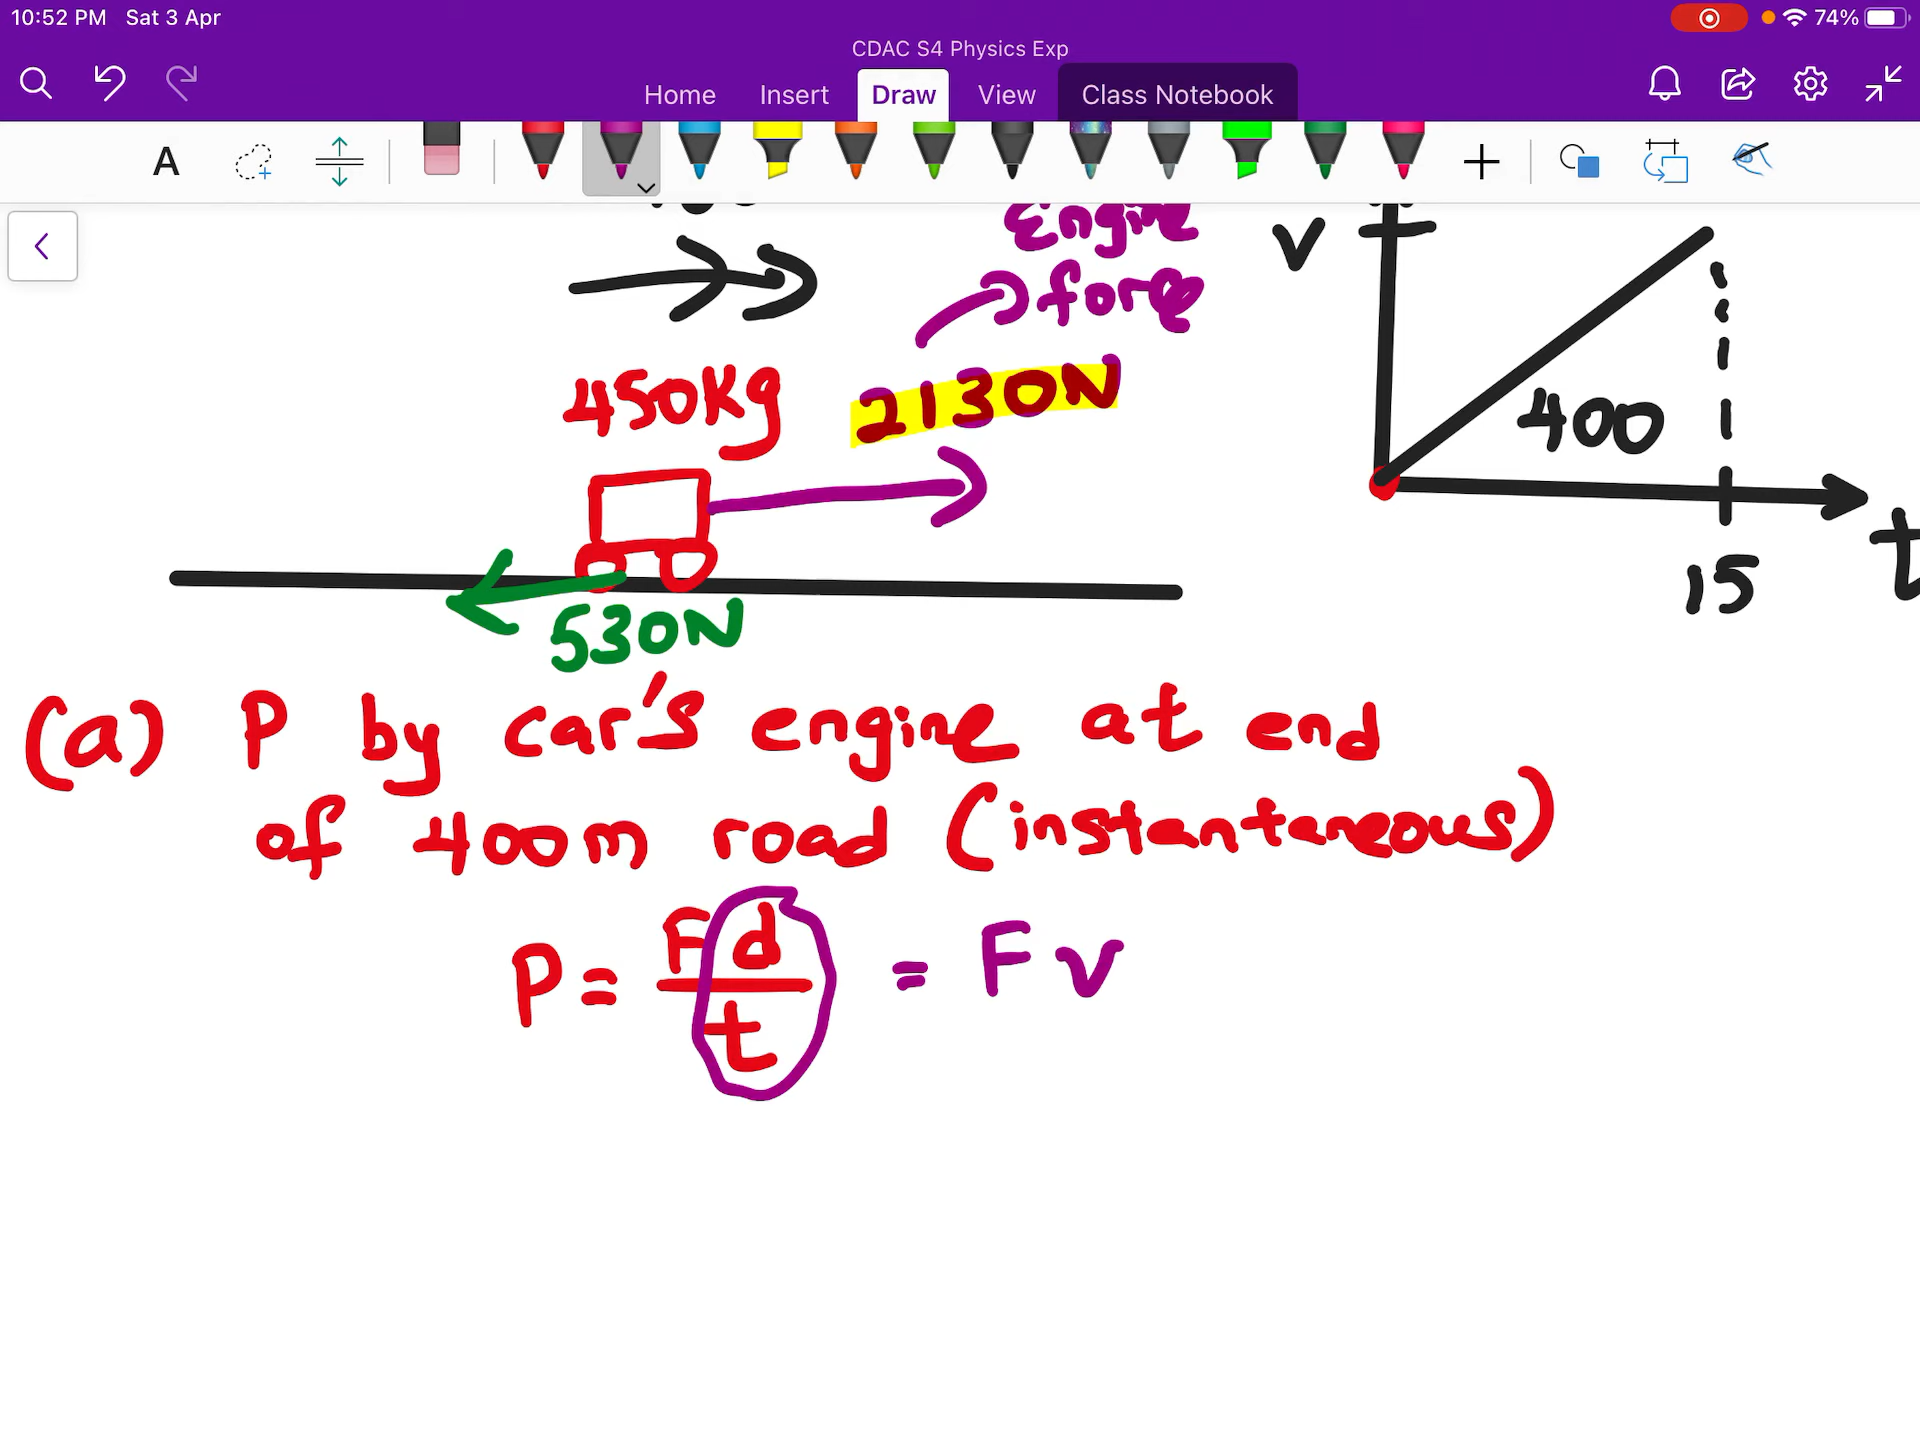 10:52 PM Sat 3 Apr
74%
CDAC S4 Physics Exp
Home Insert Draw View Class Notebook
A
Engine
force
v
450kg
2130N
400
t
15
530N
(a) P by car's engine at end
of 400m road (instantaneous)
P = Fd/t = Fv